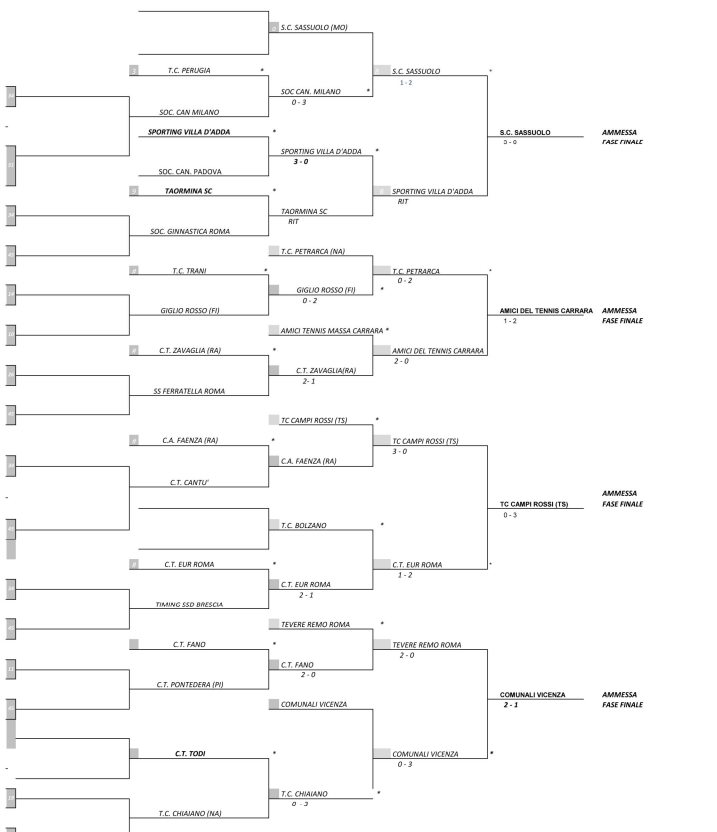 S.C. SASSUOLO (MO)
T.C. PERUGIA *
S.C. SASSUOLO *
1 - 2
SOC CAN. MILANO *
0 - 3
SOC. CAN MILANO
SPORTING VILLA D'ADDA *
S.C. SASSUOLO AMMESSA
3 - 0 FASE FINALE
SPORTING VILLA D'ADDA *
3 - 0
SOC. CAN. PADOVA
TAORMINA SC *
SPORTING VILLA D'ADDA
RIT
TAORMINA SC
RIT
SOC. GINNASTICA ROMA
T.C. PETRARCA (NA)
T.C. TRANI *
T.C. PETRARCA *
0 - 2
GIGLIO ROSSO (FI) *
0 - 2
GIGLIO ROSSO (FI)
AMICI DEL TENNIS CARRARA AMMESSA
1 - 2 FASE FINALE
AMICI TENNIS MASSA CARRARA *
C.T. ZAVAGLIA (RA) *
AMICI DEL TENNIS CARRARA
2 - 0
C.T. ZAVAGLIA(RA)
2- 1
SS FERRATELLA ROMA
TC CAMPI ROSSI (TS) *
C.A. FAENZA (RA) *
TC CAMPI ROSSI (TS)
3 - 0
C.A. FAENZA (RA)
C.T. CANTU'
AMMESSA
TC CAMPI ROSSI (TS) FASE FINALE
0 - 3
T.C. BOLZANO *
C.T. EUR ROMA *
C.T. EUR ROMA *
1 - 2
C.T. EUR ROMA
2 - 1
TIMING SSD BRESCIA
TEVERE REMO ROMA *
C.T. FANO *
TEVERE REMO ROMA
2 - 0
C.T. FANO
2 - 0
C.T. PONTEDERA (PI)
COMUNALI VICENZA AMMESSA
2 - 1 FASE FINALE
COMUNALI VICENZA
C.T. TODI *
COMUNALI VICENZA *
0 - 3
T.C. CHIAIANO *
0 - 3
T.C. CHIAIANO (NA)